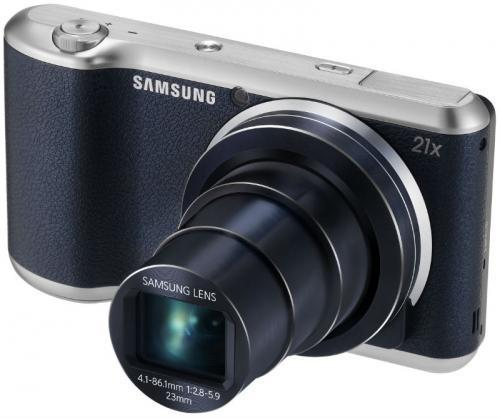 SAMSUNG
21x
SAMSUNG LENS
4.1-86.1mm 1:2.8-5.9
23mm